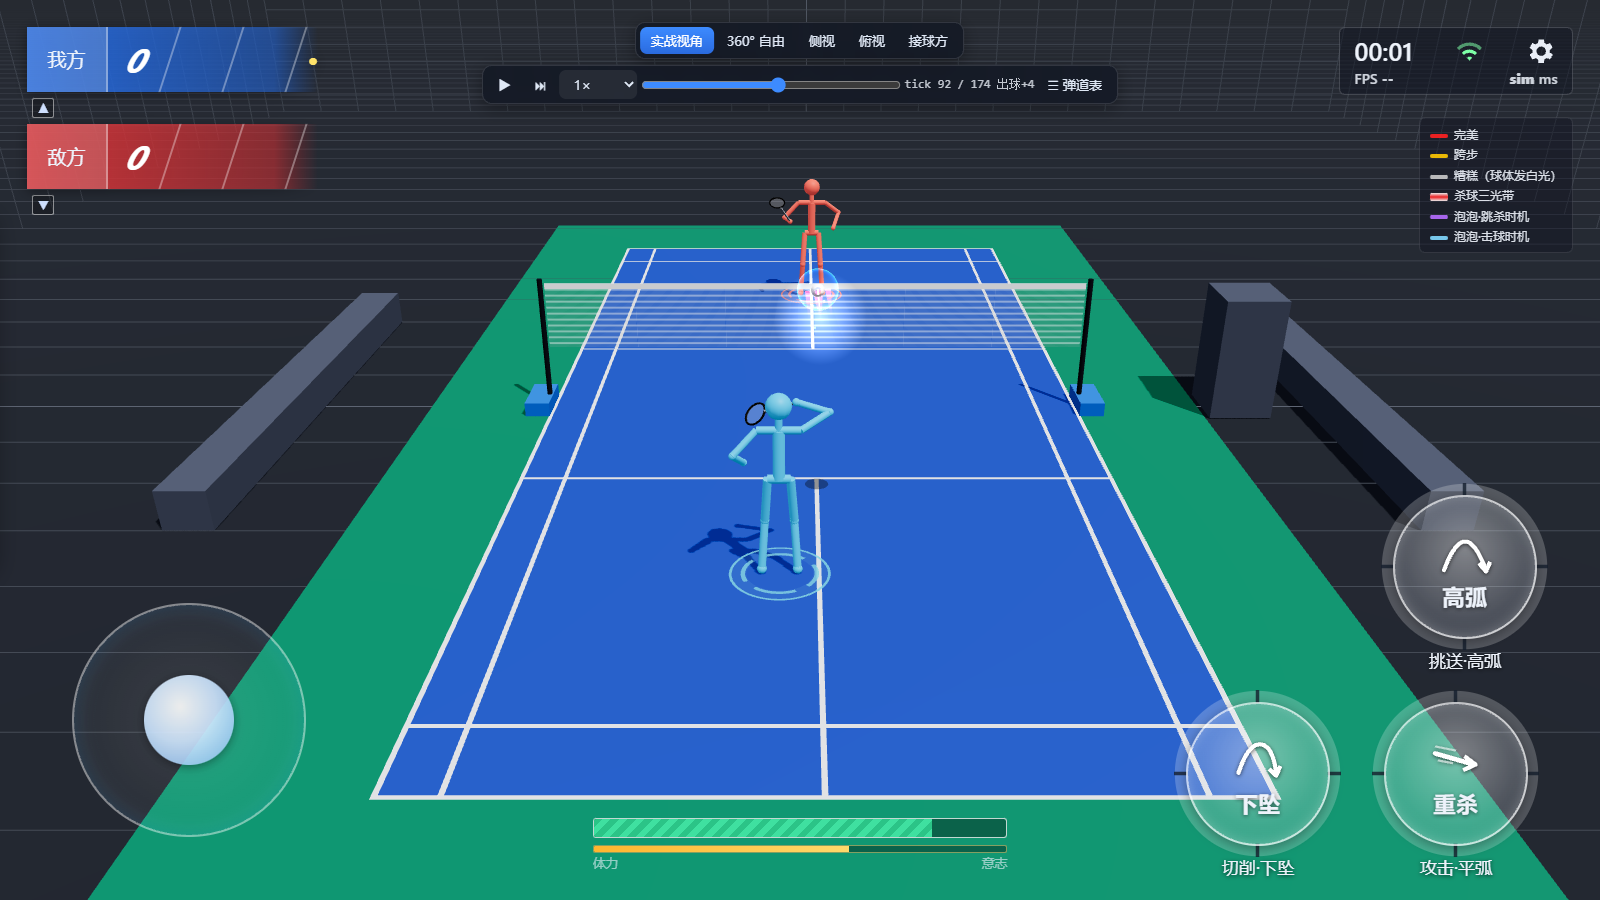 我方 0
敌方 0
实战视角 360° 自由 侧视 俯视 接球方
1× tick 92 / 174 出球+4 弹道表
00:01
FPS -- sim ms
完美
跨步
糟糕（球体发白光）
杀球三光带
泡泡·跳杀时机
泡泡·击球时机
高弧
挑送·高弧
下坠
切削·下坠
重杀
攻击·平弧
体力 意志